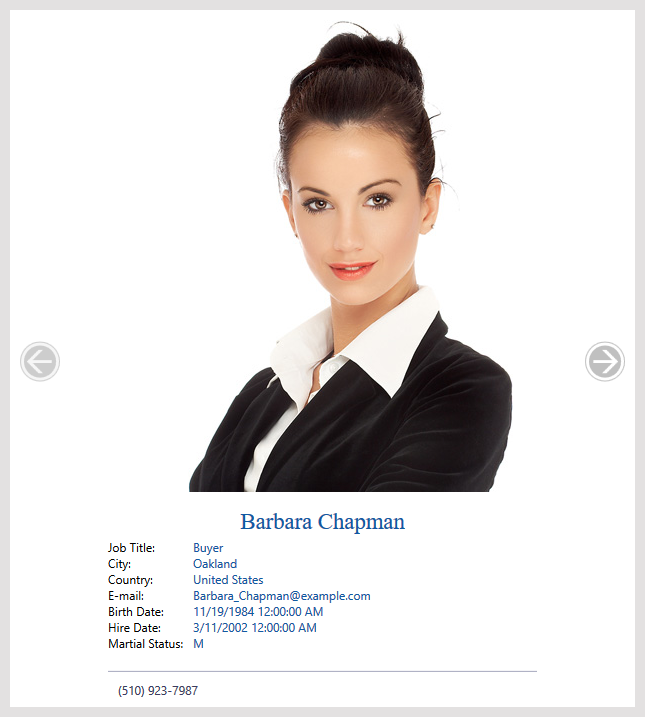 Barbara Chapman
Job Title: Buyer
City: Oakland
Country: United States
E-mail: Barbara_Chapman@example.com
Birth Date: 11/19/1984 12:00:00 AM
Hire Date: 3/11/2002 12:00:00 AM
Martial Status: M
(510) 923-7987